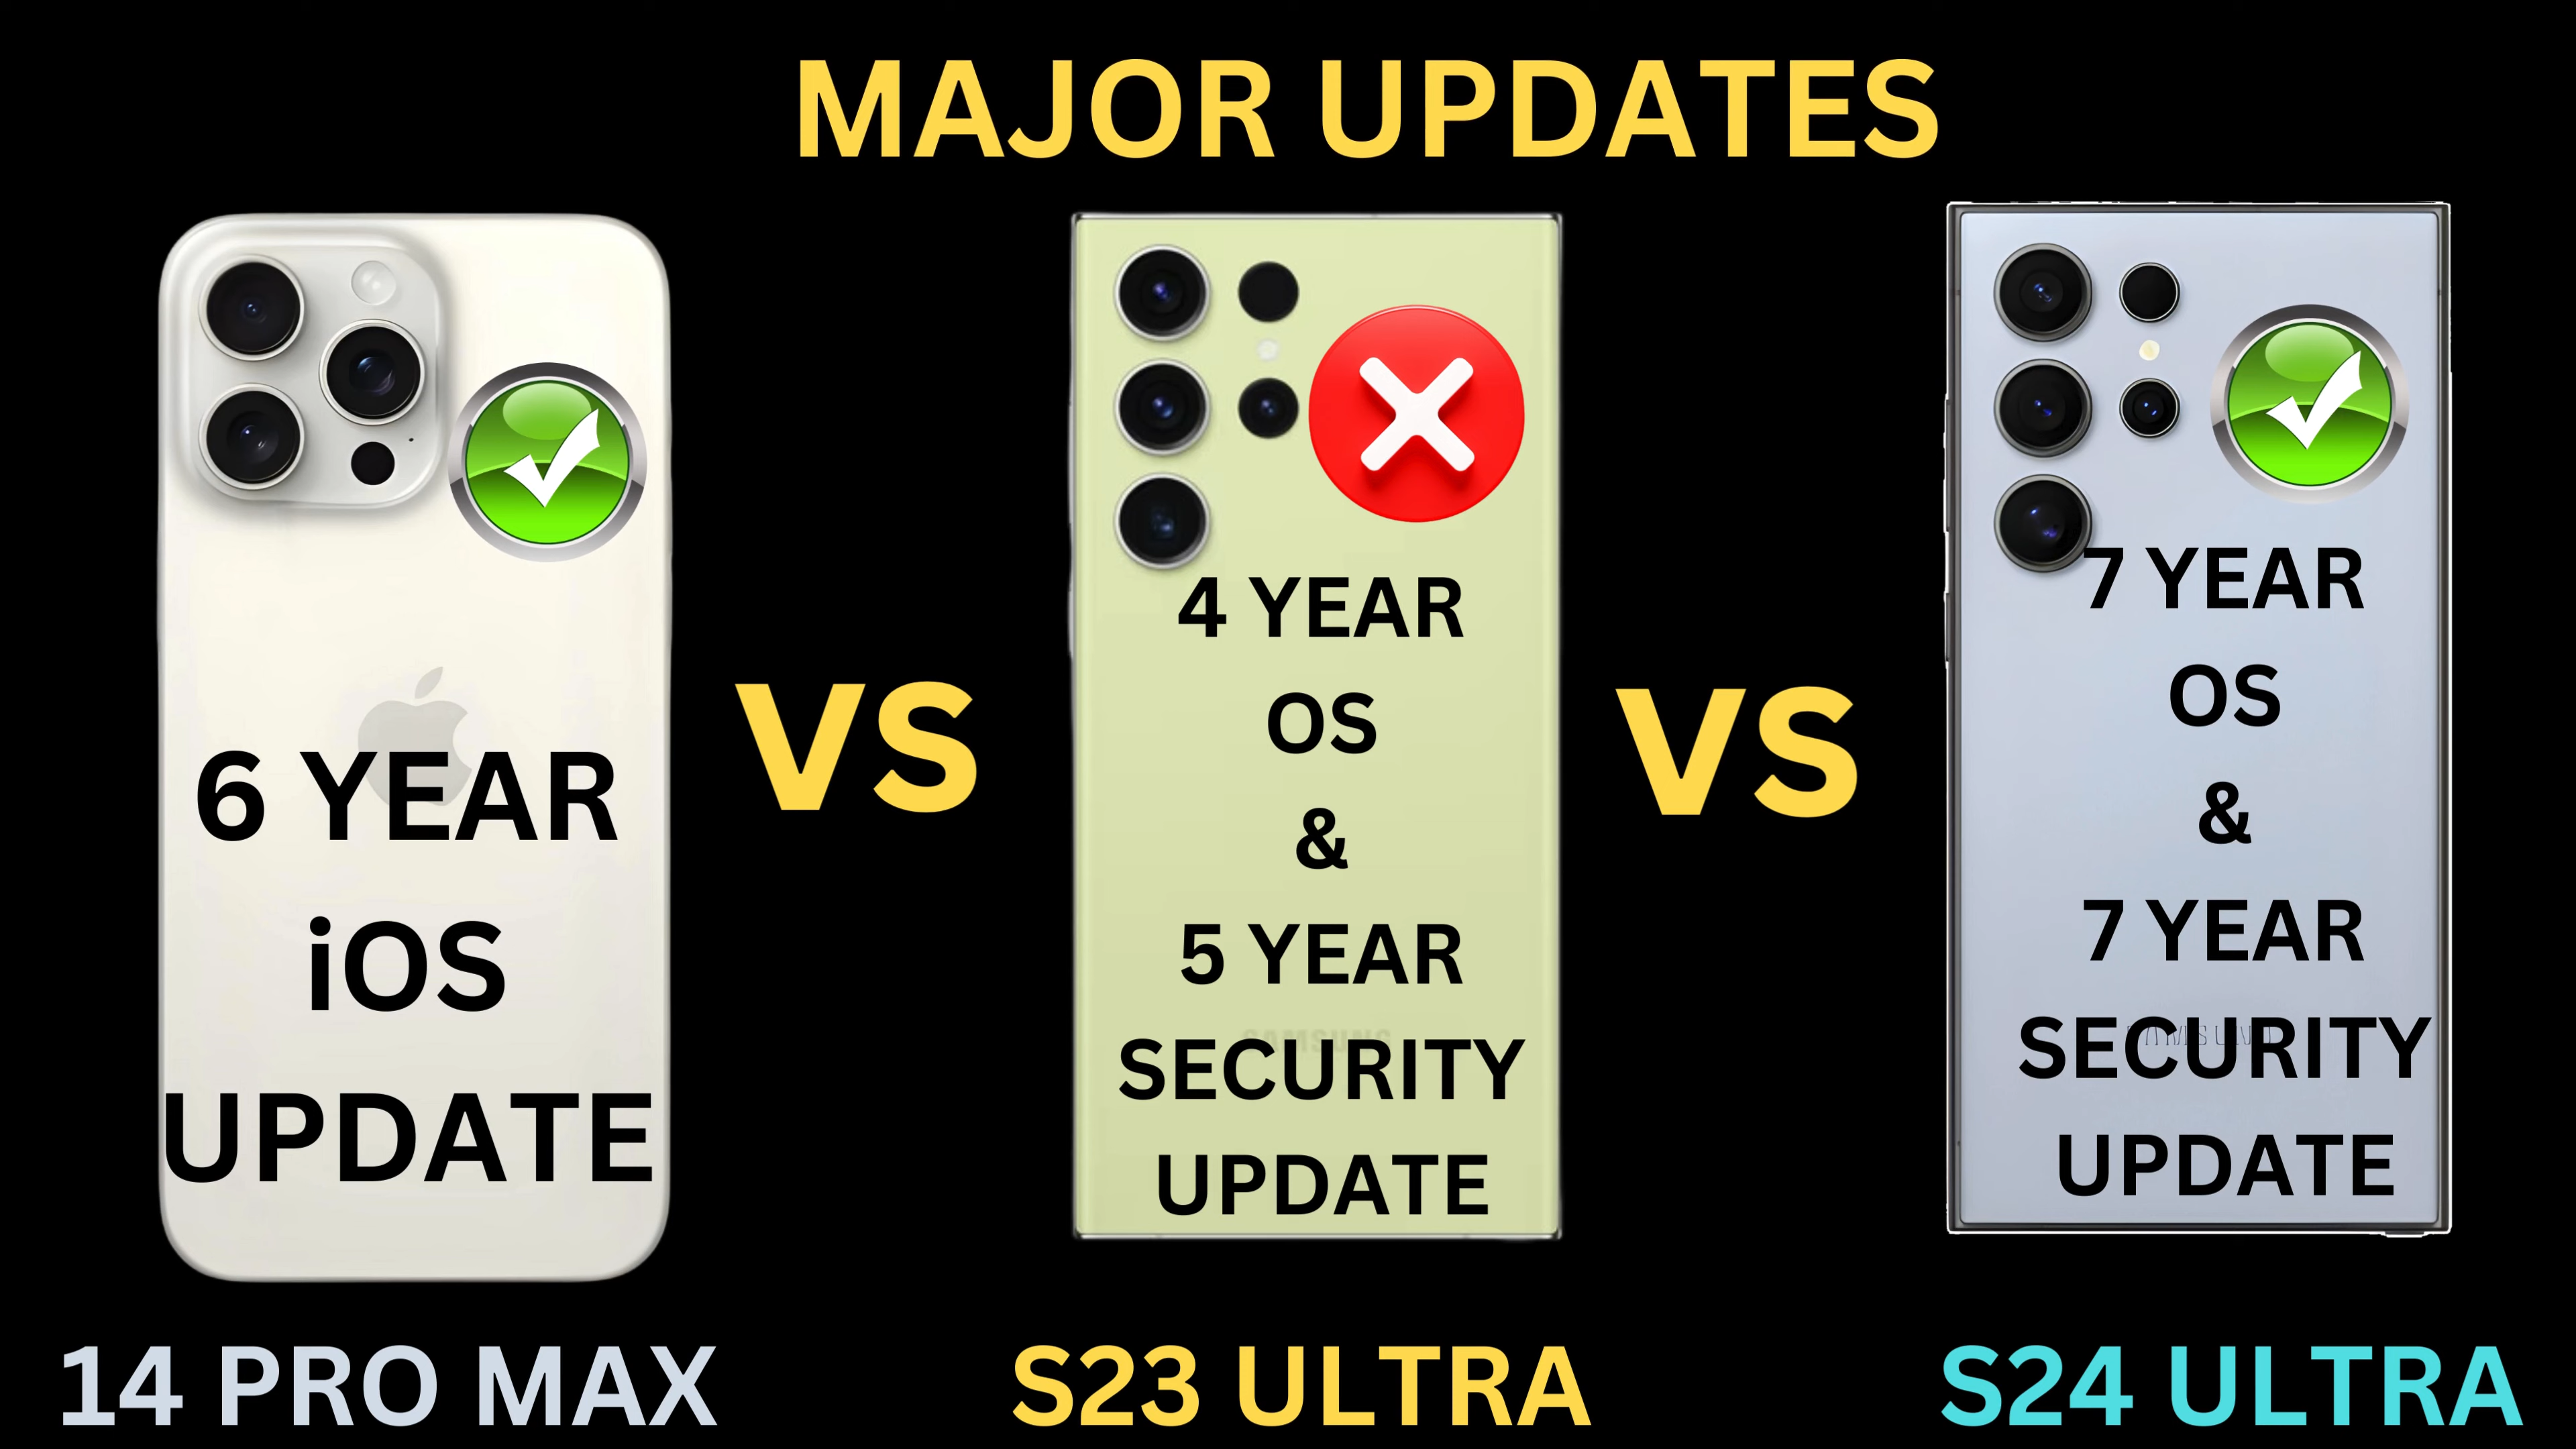 MAJOR UPDATES
6 YEAR
iOS
UPDATE
14 PRO MAX
VS
4 YEAR
OS
&
5 YEAR
SAMSUNG
SECURITY
UPDATE
S23 ULTRA
VS
7 YEAR
OS
&
7 YEAR
SECURITY
UPDATE
S24 ULTRA